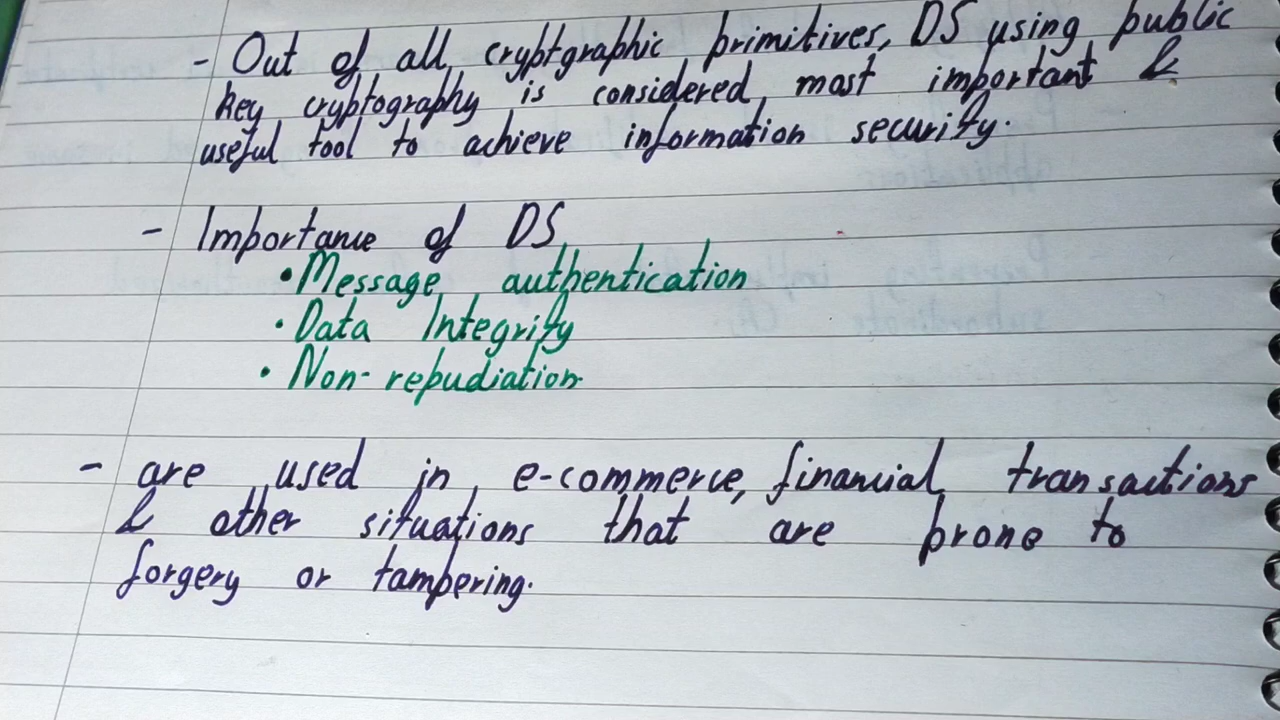 - Out of all cryptgraphic primitives, DS using public
key cryptography is considered most important &
useful tool to achieve information security.
- Importance of DS
• Message authentication
• Data Integrity
• Non-repudiation
- are used in e-commerce, financial transactions
& other situations that are prone to
forgery or tampering.